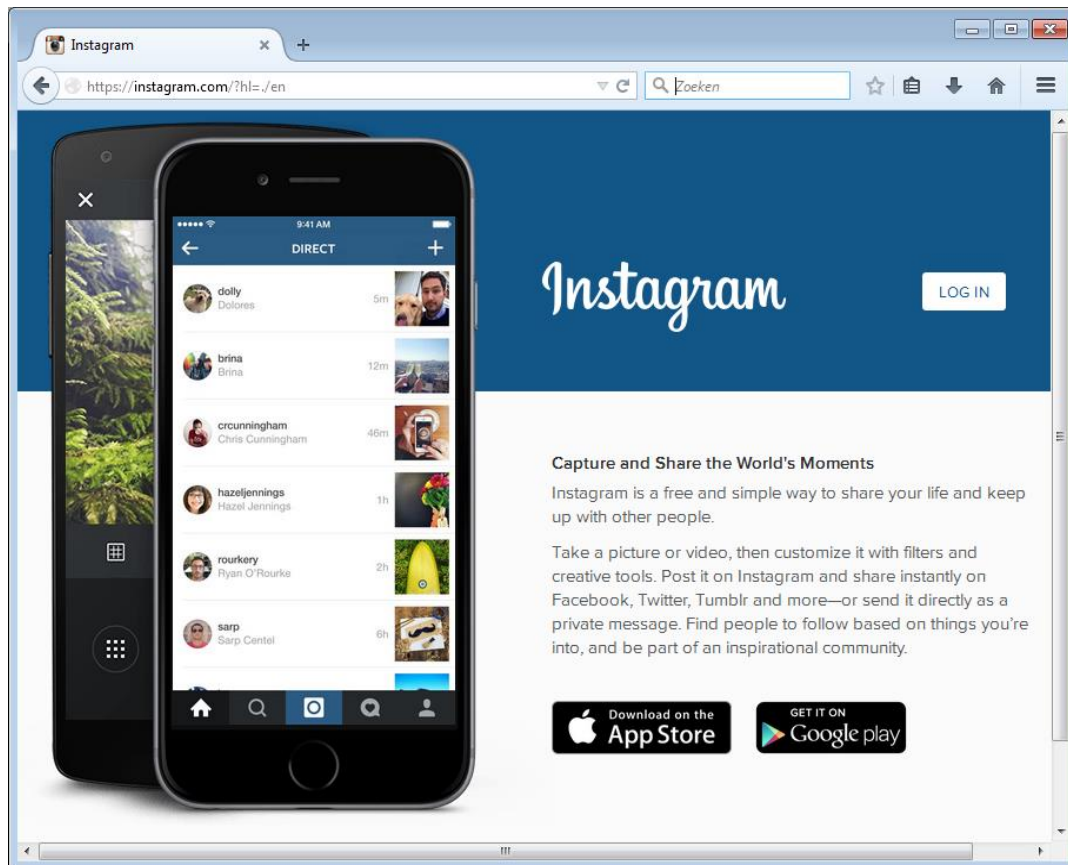 Instagram
https://instagram.com/?hl=./en
Zoeken
9:41 AM
DIRECT
dolly
Dolores
5m
brina
Brina
12m
crcunningham
Chris Cunningham
46m
hazeljennings
Hazel Jennings
1h
rourkery
Ryan O'Rourke
2h
sarp
Sarp Centel
6h
Instagram
LOG IN
Capture and Share the World's Moments
Instagram is a free and simple way to share your life and keep
up with other people.
Take a picture or video, then customize it with filters and
creative tools. Post it on Instagram and share instantly on
Facebook, Twitter, Tumblr and more—or send it directly as a
private message. Find people to follow based on things you're
into, and be part of an inspirational community.
Download on the
App Store
GET IT ON
Google play